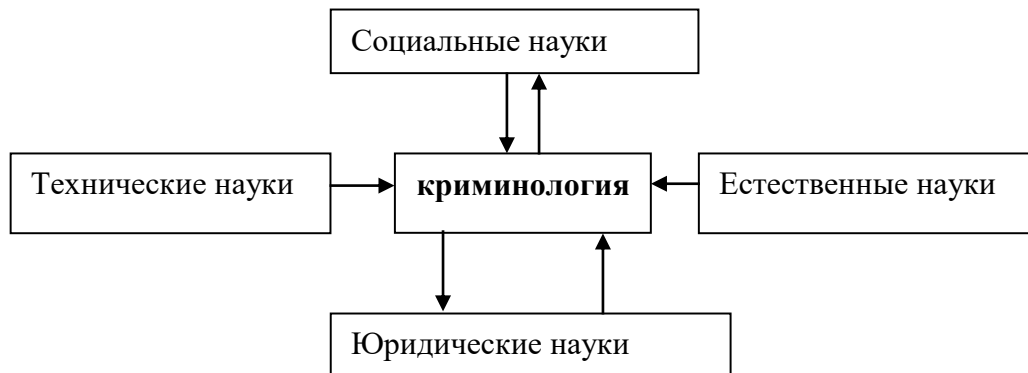 Социальные науки
Технические науки
криминология
Естественные науки
Юридические науки